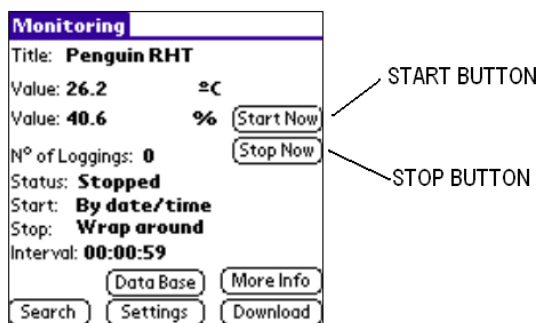 Monitoring
Title: Penguin RHT
Value: 26.2 ºC
Value: 40.6 % Start Now
Nº of Loggings: 0 Stop Now
Status: Stopped
Start: By date/time
Stop: Wrap around
Interval: 00:00:59
Data Base More Info
Search Settings Download
START BUTTON
STOP BUTTON